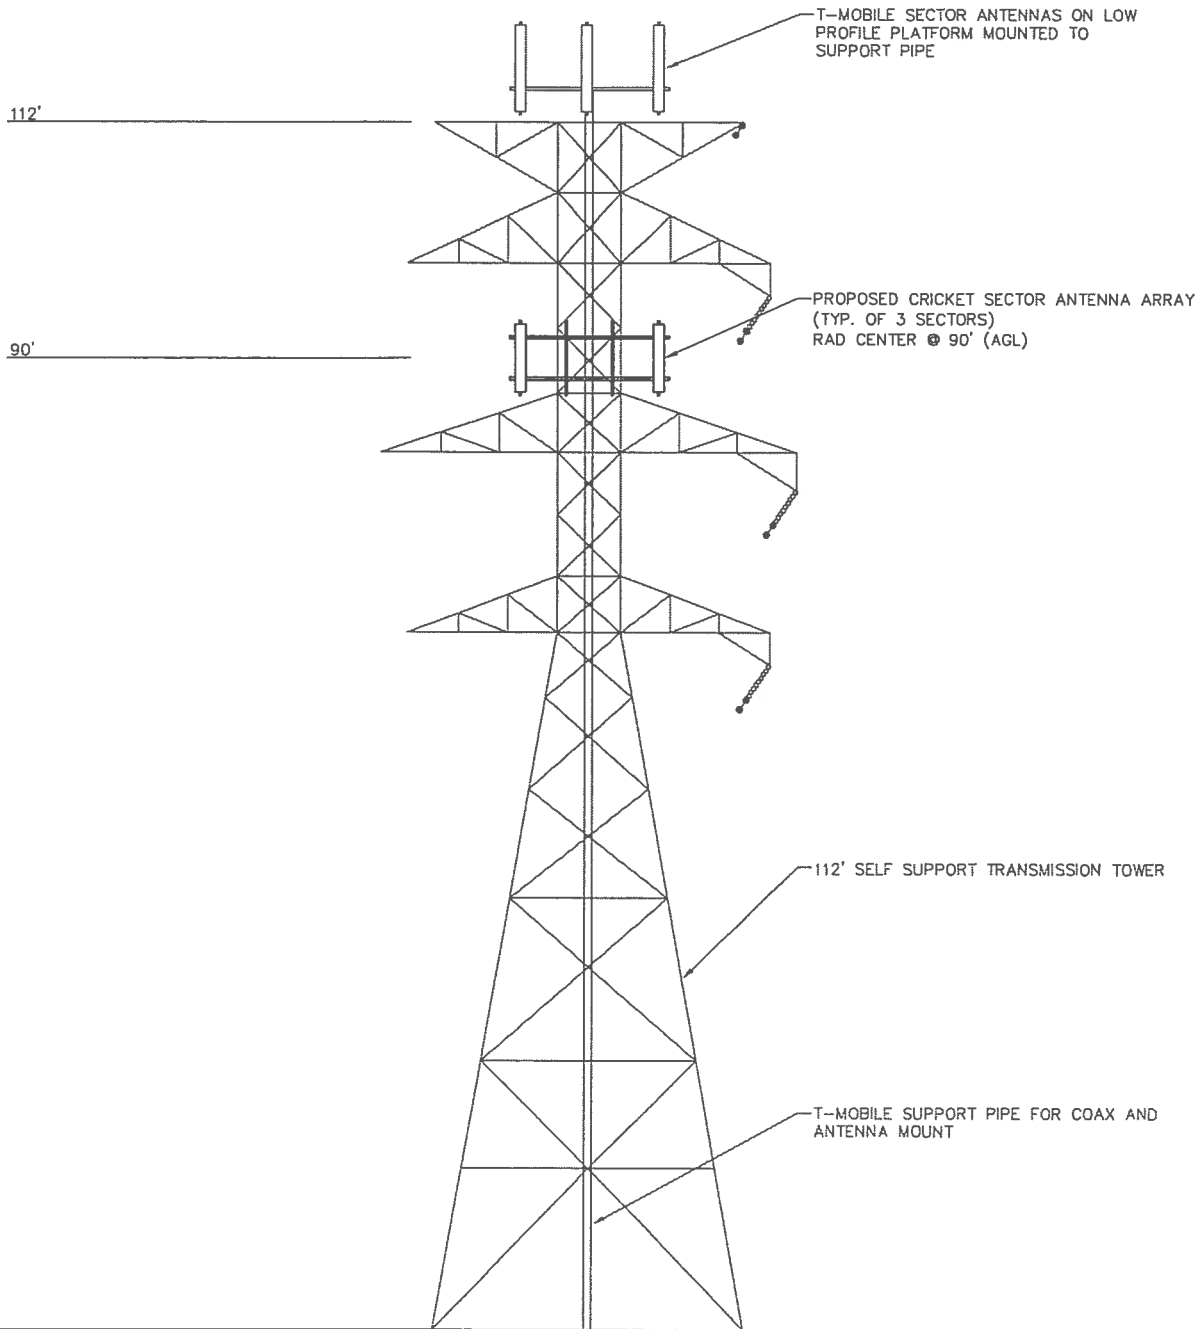 T-MOBILE SECTOR ANTENNAS ON LOW
PROFILE PLATFORM MOUNTED TO
SUPPORT PIPE
112'
PROPOSED CRICKET SECTOR ANTENNA ARRAY
(TYP. OF 3 SECTORS)
RAD CENTER @ 90' (AGL)
90'
112' SELF SUPPORT TRANSMISSION TOWER
T-MOBILE SUPPORT PIPE FOR COAX AND
ANTENNA MOUNT